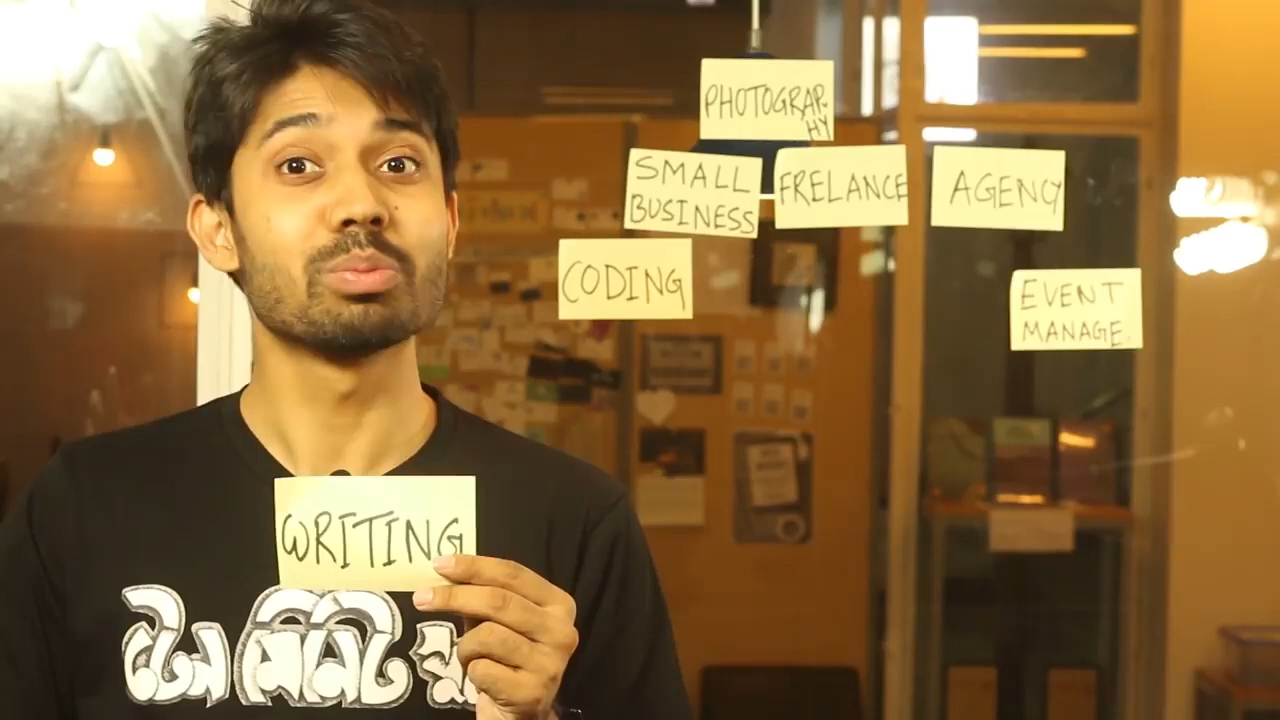 PHOTOGRAP-
HY
SMALL
BUSINESS
FRELANCE
AGENCY
CODING
EVENT
MANAGE.
WRITING
টেন মিনিট